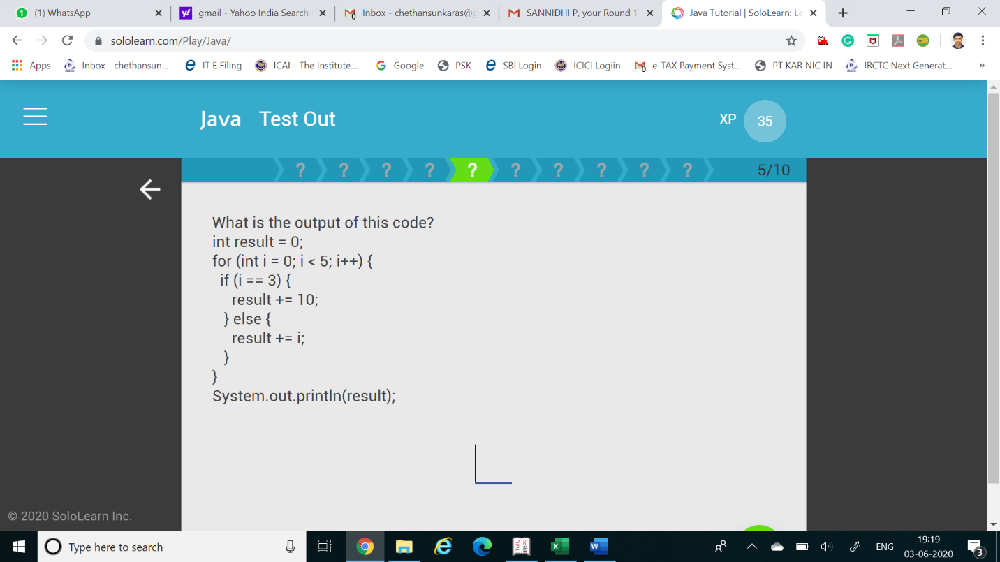 (1) WhatsApp
gmail - Yahoo India Search
Inbox - chethansunkaras@g
SANNIDHI P, your Round 1
Java Tutorial | SoloLearn: Le
sololearn.com/Play/Java/
Apps
Inbox - chethansun...
IT E Filing
ICAI - The Institute...
Google
PSK
SBI Login
ICICI Logiin
e-TAX Payment Syst...
PT KAR NIC IN
IRCTC Next Generat...
»
Java Test Out
XP 35
? ? ? ? ? ? ? ? ? ?
5/10
What is the output of this code?
int result = 0;
for (int i = 0; i < 5; i++) {
if (i == 3) {
result += 10;
} else {
result += i;
}
}
System.out.println(result);
© 2020 SoloLearn Inc.
Type here to search
ENG
19:19
03-06-2020
3